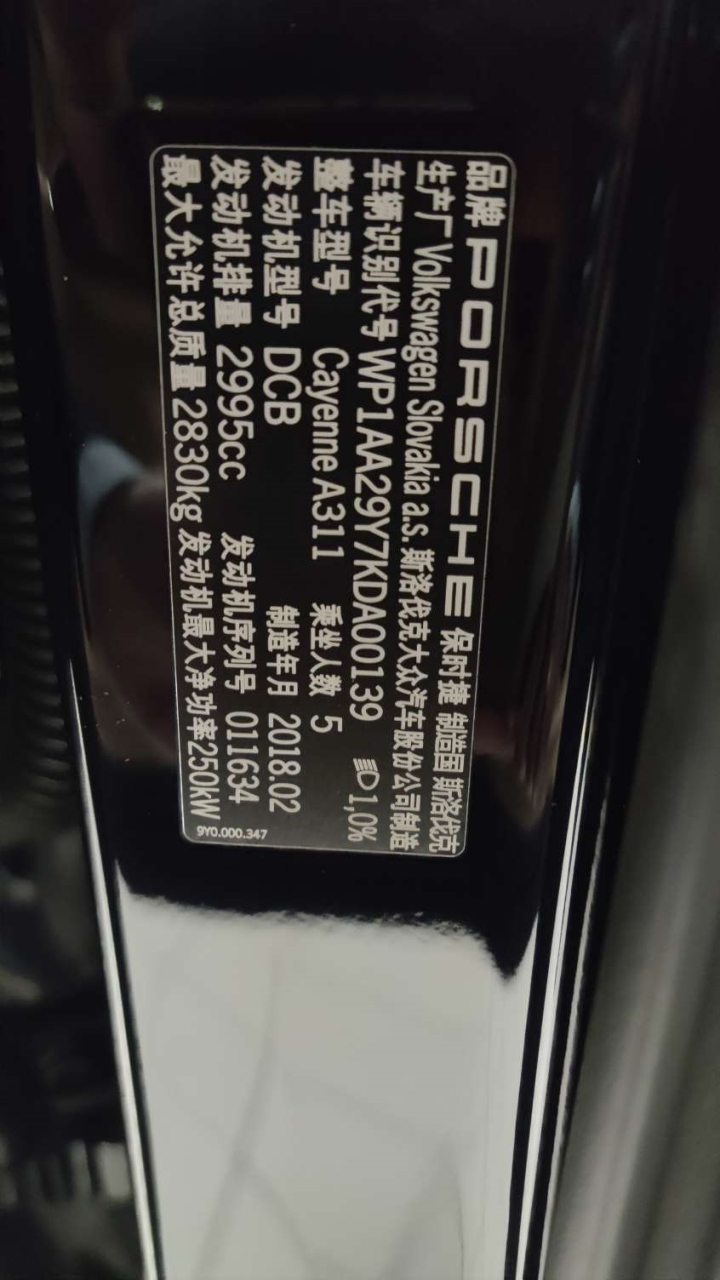 品牌 PORSCHE 保时捷 制造国 斯洛伐克
生产厂 Volkswagen Slovakia a.s. 斯洛伐克大众汽车股份公司制造
车辆识别代号 WP1AA29Y7KDA00139 1,0%
整车型号 Cayenne A311 乘坐人数 5
发动机型号 DCB 制造年月 2018.02
发动机排量 2995cc 发动机序列号 011634
最大允许总质量 2830kg 发动机最大净功率250kW
9Y0.000.347